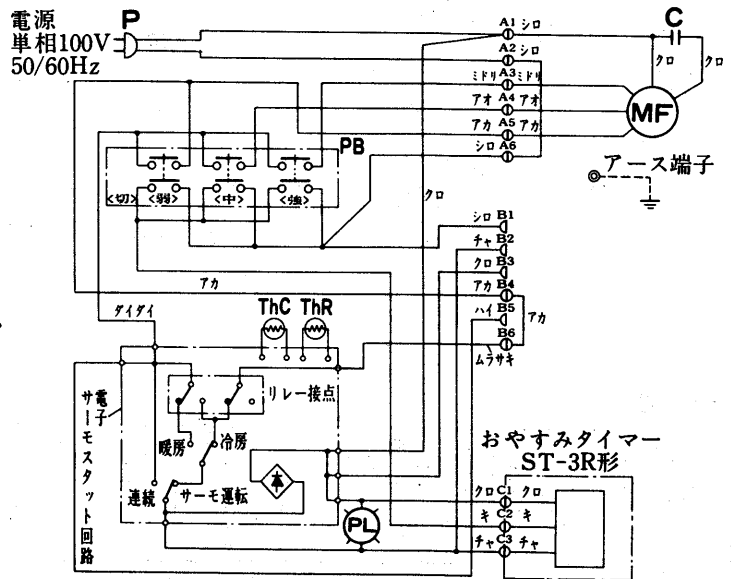 電源
単相100V
50/60Hz
P
A1 シロ
C
A2 シロ
クロ
クロ
ミドリ A3 ミドリ
アオ A4 アオ
アカ A5 アカ
シロ A6
MF
PB
アース端子
<切> <弱> <中> <強>
クロ
シロ B1
チャ B2
クロ B3
アカ B4
ハイ B5
アカ
B6
ムラサキ
アカ
ダイダイ
ThC ThR
リレー接点
電子サーモスタット回路
暖房
冷房
連続
サーモ運転
おやすみタイマー
ST-3R形
クロ C1 クロ
キ C2 キ
チャ C3 チャ
PL